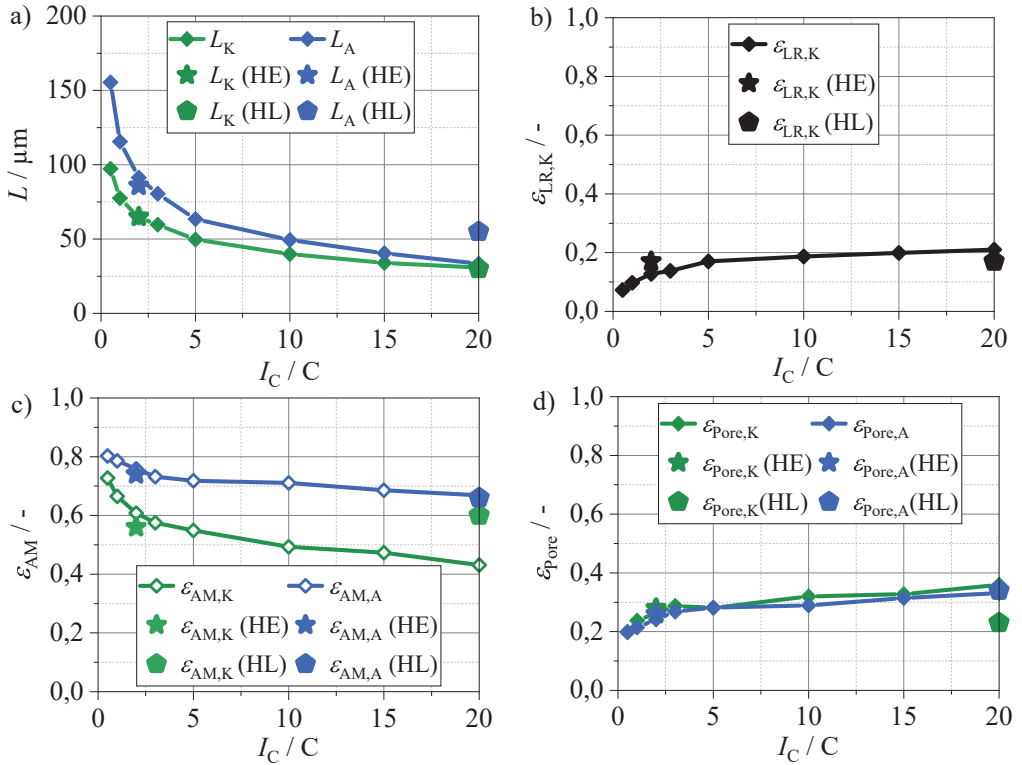 a)
200
150
100
50
0
L / µm
L_K L_A
L_K (HE) L_A (HE)
L_K (HL) L_A (HL)
0 5 10 15 20
I_C / C
b)
1,0
0,8
0,6
0,4
0,2
0,0
ε_LR,K / -
ε_LR,K
ε_LR,K (HE)
ε_LR,K (HL)
0 5 10 15 20
I_C / C
c)
1,0
0,8
0,6
0,4
0,2
0,0
ε_AM / -
ε_AM,K ε_AM,A
ε_AM,K (HE) ε_AM,A (HE)
ε_AM,K (HL) ε_AM,A (HL)
0 5 10 15 20
I_C / C
d)
1,0
0,8
0,6
0,4
0,2
0,0
ε_Pore / -
ε_Pore,K ε_Pore,A
ε_Pore,K (HE) ε_Pore,A (HE)
ε_Pore,K (HL) ε_Pore,A (HL)
0 5 10 15 20
I_C / C